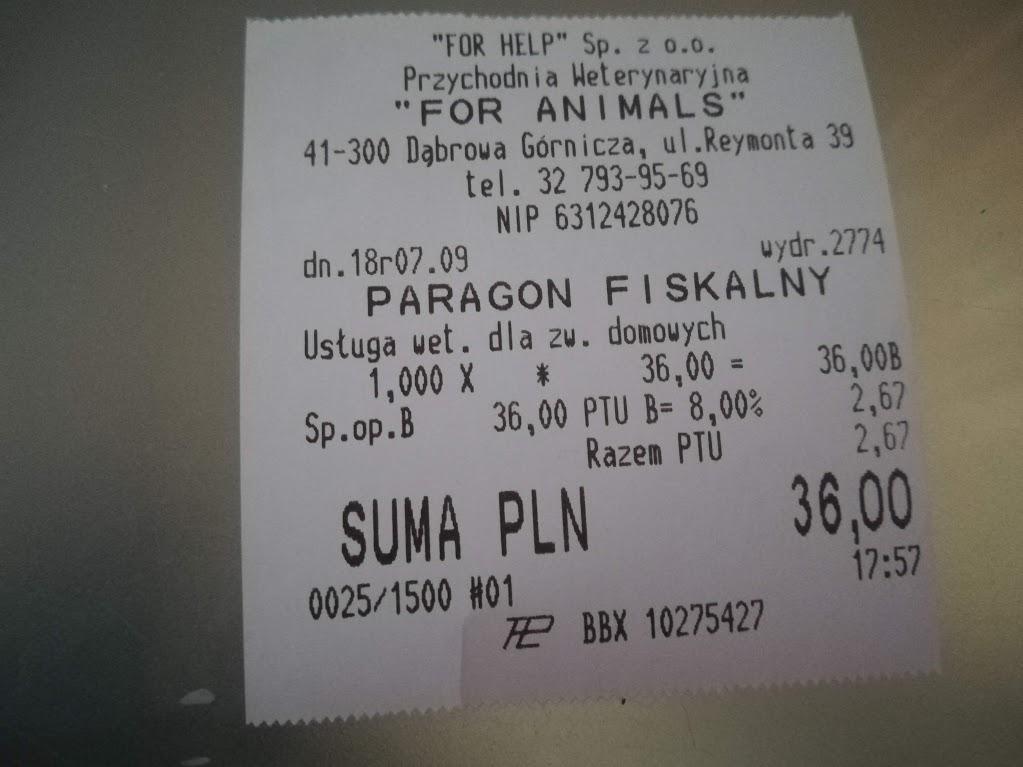 "FOR HELP" Sp. z o.o.
Przychodnia Weterynaryjna
"FOR ANIMALS"
41-300 Dąbrowa Górnicza, ul.Reymonta 39
tel. 32 793-95-69
NIP 6312428076
dn.18r07.09 wydr.2774
PARAGON FISKALNY
Usługa wet. dla zw. domowych
1,000 X * 36,00 = 36,00B
Sp.op.B 36,00 PTU B= 8,00% 2,67
Razem PTU 2,67
SUMA PLN 36,00
0025/1500 #01 17:57
BBX 10275427